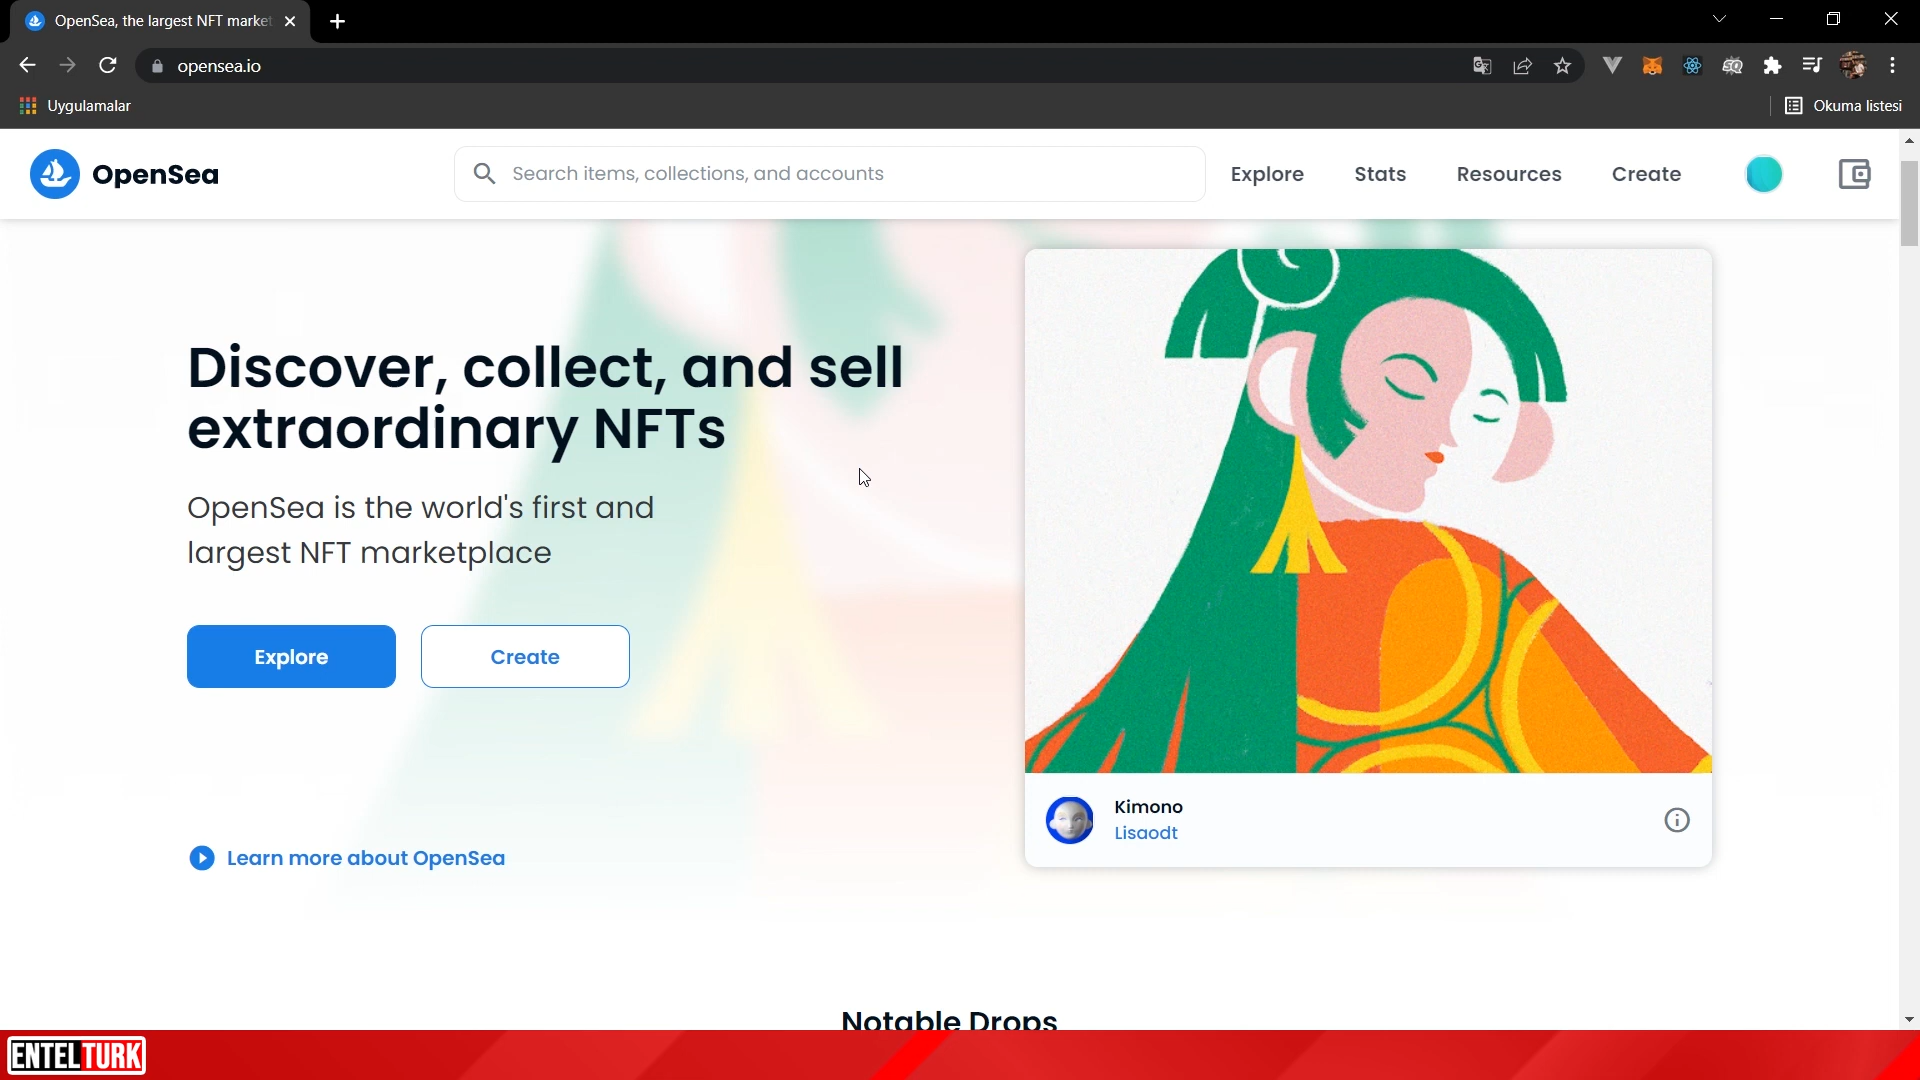 OpenSea, the largest NFT market
opensea.io
Uygulamalar
Okuma listesi
OpenSea
Search items, collections, and accounts
Explore
Stats
Resources
Create
Discover, collect, and sell
extraordinary NFTs
OpenSea is the world's first and
largest NFT marketplace
Explore
Create
Learn more about OpenSea
Kimono
Lisaodt
Notable Drops
ENTELTURK